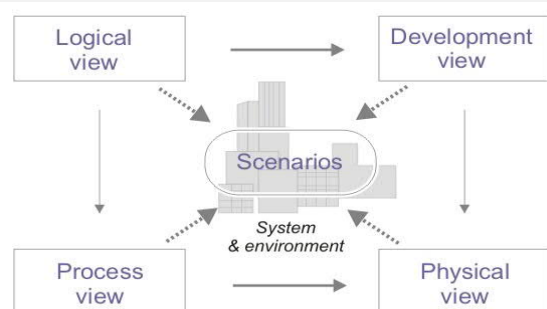 Logical
view
Development
view
Scenarios
System
& environment
Process
view
Physical
view